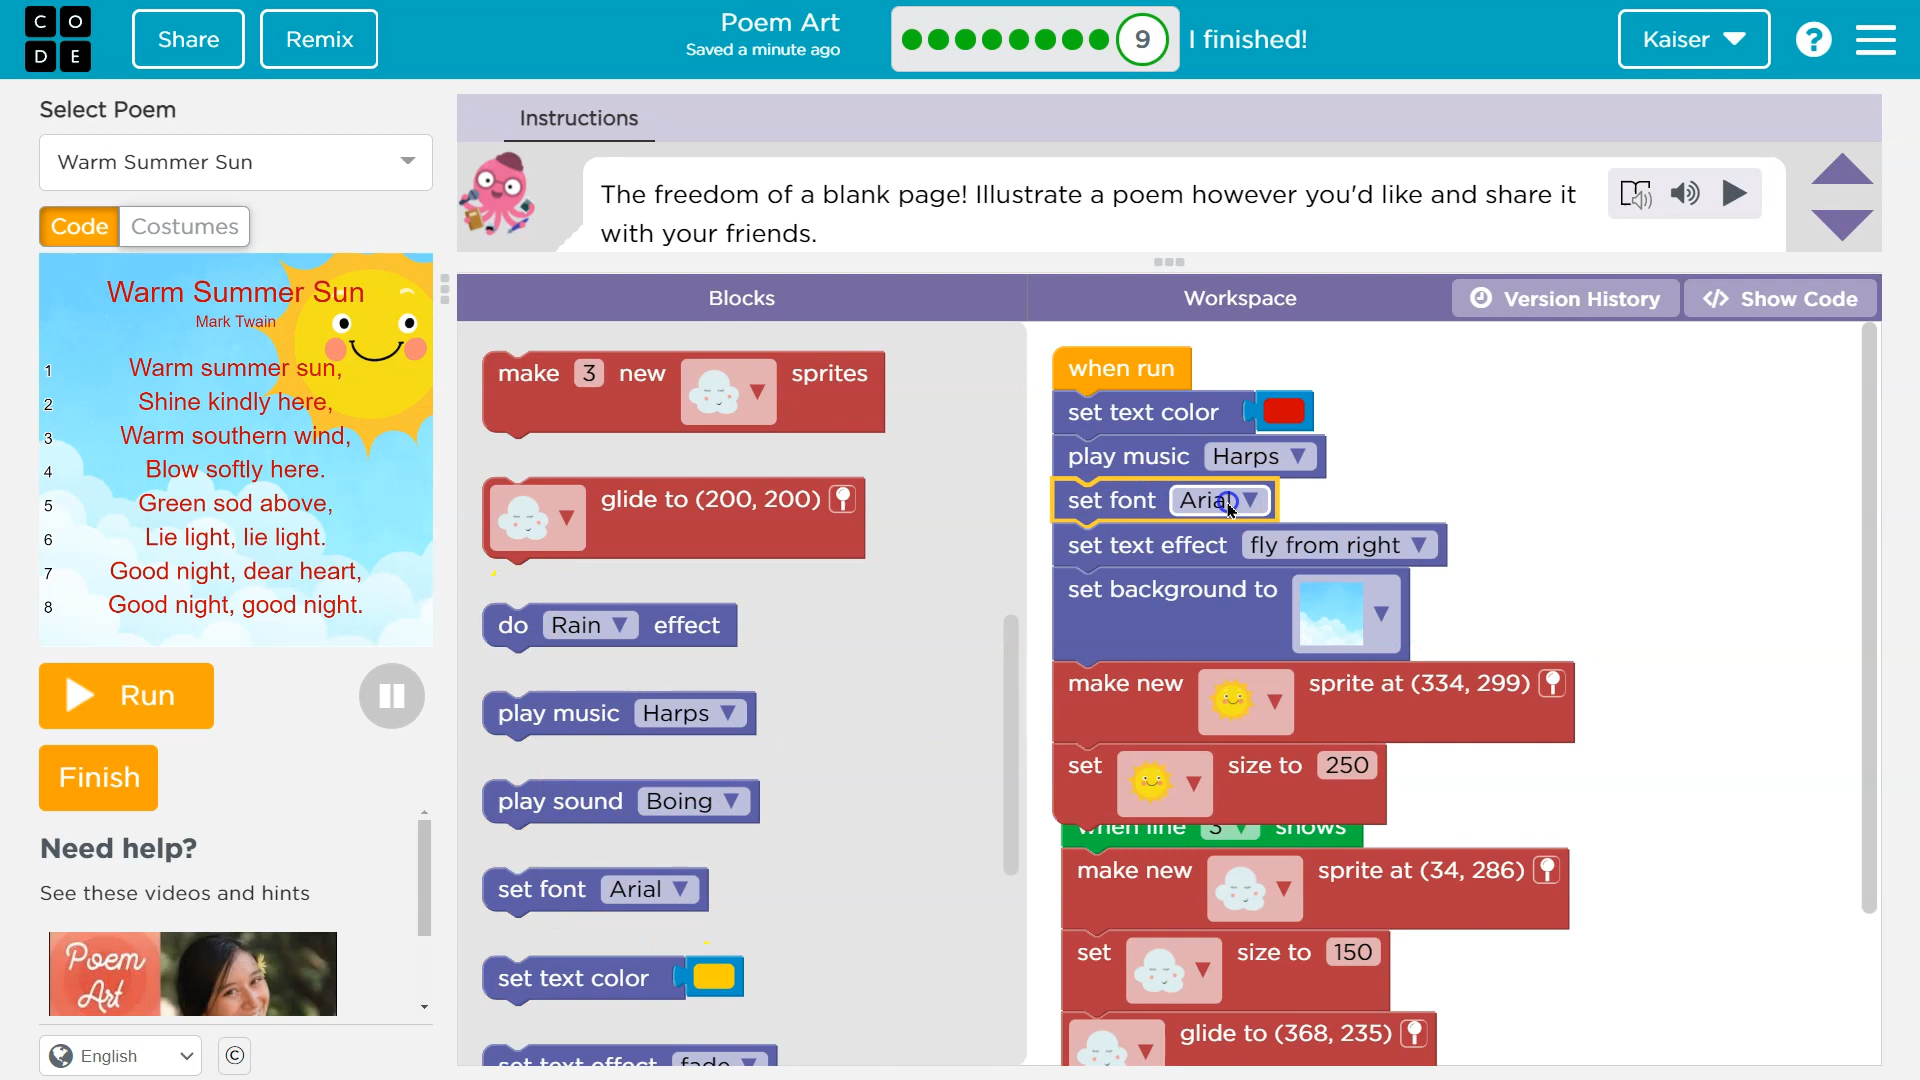 C O
D E
Share
Remix
Poem Art
Saved a minute ago
9
I finished!
Kaiser
?
Select Poem
Warm Summer Sun
Code
Costumes
Warm Summer Sun
Mark Twain
1 Warm summer sun,
2 Shine kindly here,
3 Warm southern wind,
4 Blow softly here.
5 Green sod above,
6 Lie light, lie light.
7 Good night, dear heart,
8 Good night, good night.
Run
Finish
Need help?
See these videos and hints
Poem
Art
English
©
Instructions
The freedom of a blank page! Illustrate a poem however you'd like and share it
with your friends.
Blocks
make 3 new sprites
glide to (200, 200)
do Rain effect
play music Harps
play sound Boing
set font Arial
set text color
set text effect fade
Workspace
Version History
</> Show Code
when run
set text color
play music Harps
set font Arial
set text effect fly from right
set background to
make new sprite at (334, 299)
set size to 250
when line 3 shows
make new sprite at (34, 286)
set size to 150
glide to (368, 235)